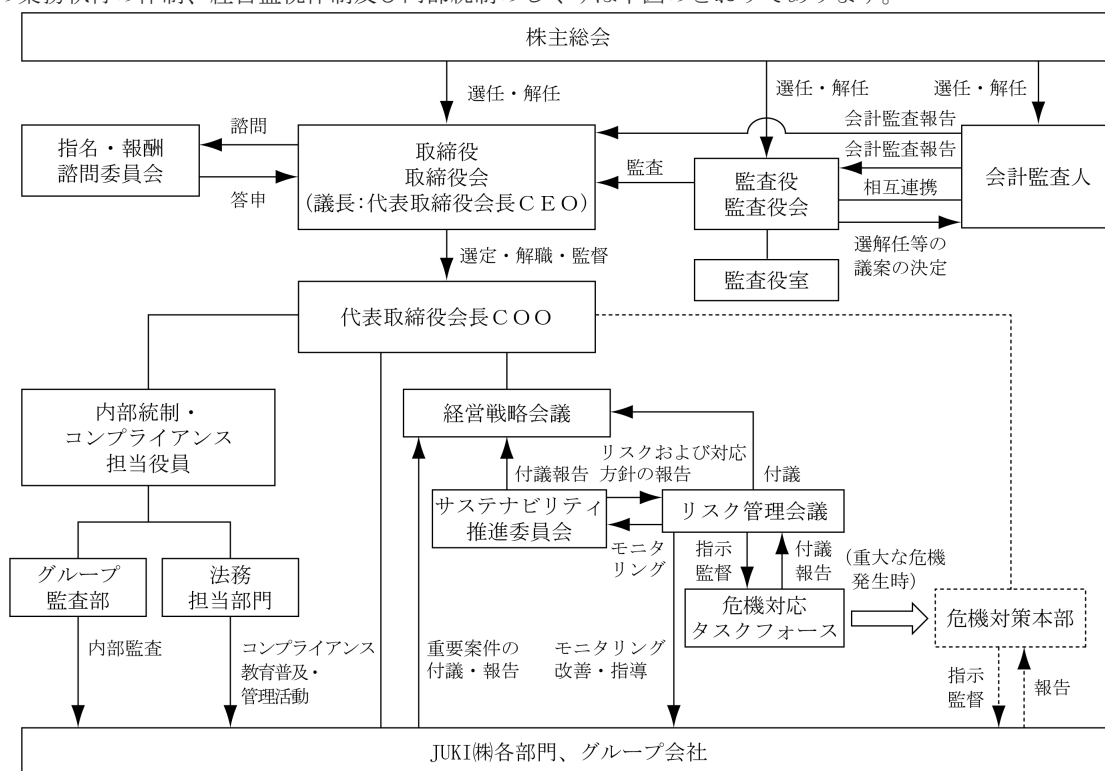 の業務執行の体制、経営監視体制及び内部統制のしくみは下図のとおりであります。
株主総会
選任・解任
選任・解任
選任・解任
指名・報酬
諮問委員会
諮問
答申
取締役
取締役会
(議長:代表取締役会長CEO)
監査
監査役
監査役会
会計監査報告
会計監査報告
相互連携
会計監査人
選解任等の
議案の決定
監査役室
選定・解職・監督
代表取締役会長COO
内部統制・
コンプライアンス
担当役員
経営戦略会議
付議報告
リスクおよび対応
方針の報告
付議
サステナビリティ
推進委員会
リスク管理会議
モニタ
リング
指示
監督
付議
報告
(重大な危機
発生時)
グループ
監査部
法務
担当部門
危機対応
タスクフォース
危機対策本部
内部監査
コンプライアンス
教育普及・
管理活動
重要案件の
付議・報告
モニタリング
改善・指導
指示
監督
報告
JUKI㈱各部門、グループ会社